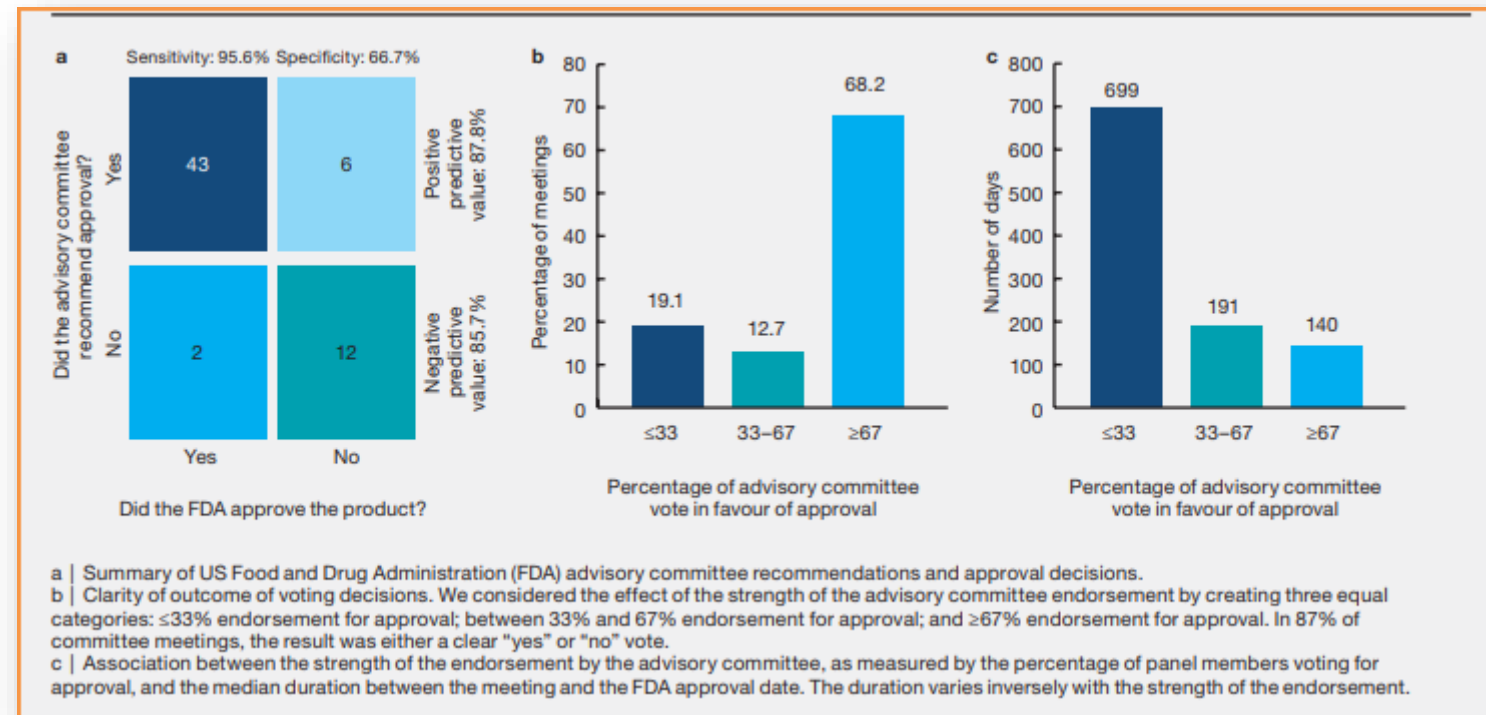 a Sensitivity: 95.6% Specificity: 66.7%
Did the advisory committee
recommend approval?
Yes
No
43
6
2
12
Positive
predictive
value: 87.8%
Negative
predictive
value: 85.7%
Yes
No
Did the FDA approve the product?
b
Percentage of meetings
80
70
60
50
40
30
20
10
0
19.1
12.7
68.2
≤33
33–67
≥67
Percentage of advisory committee
vote in favour of approval
c
Number of days
800
700
600
500
400
300
200
100
0
699
191
140
≤33
33–67
≥67
Percentage of advisory committee
vote in favour of approval
a | Summary of US Food and Drug Administration (FDA) advisory committee recommendations and approval decisions.
b | Clarity of outcome of voting decisions. We considered the effect of the strength of the advisory committee endorsement by creating three equal
categories: ≤33% endorsement for approval; between 33% and 67% endorsement for approval; and ≥67% endorsement for approval. In 87% of
committee meetings, the result was either a clear “yes” or “no” vote.
c | Association between the strength of the endorsement by the advisory committee, as measured by the percentage of panel members voting for
approval, and the median duration between the meeting and the FDA approval date. The duration varies inversely with the strength of the endorsement.